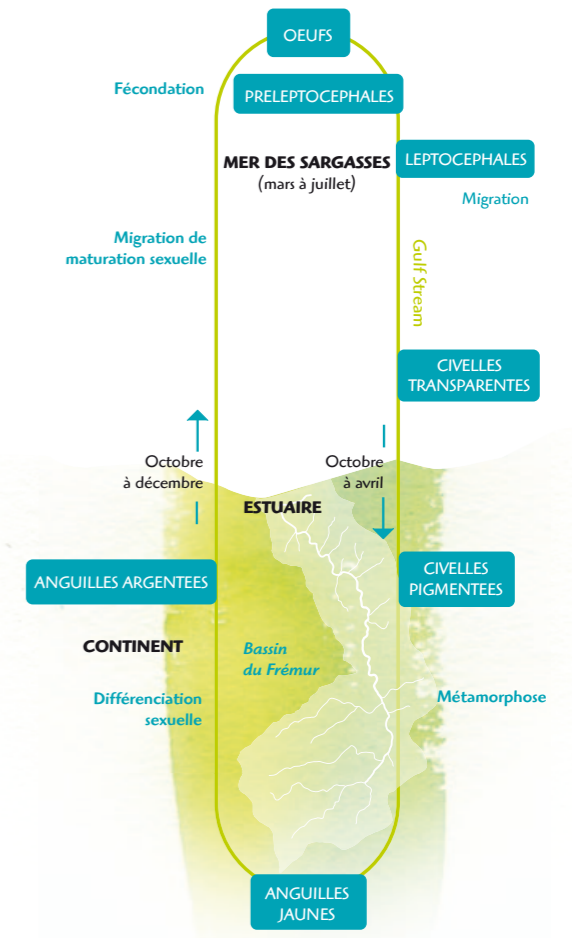 OEUFS
Fécondation
PRELEPTOCEPHALES
MER DES SARGASSES
(mars à juillet)
LEPTOCEPHALES
Migration
Migration de
maturation sexuelle
Gulf Stream
CIVELLES
TRANSPARENTES
Octobre
à décembre
Octobre
à avril
ESTUAIRE
ANGUILLES ARGENTEES
CIVELLES
PIGMENTEES
CONTINENT
Bassin
du Frémur
Différenciation
sexuelle
Métamorphose
ANGUILLES
JAUNES